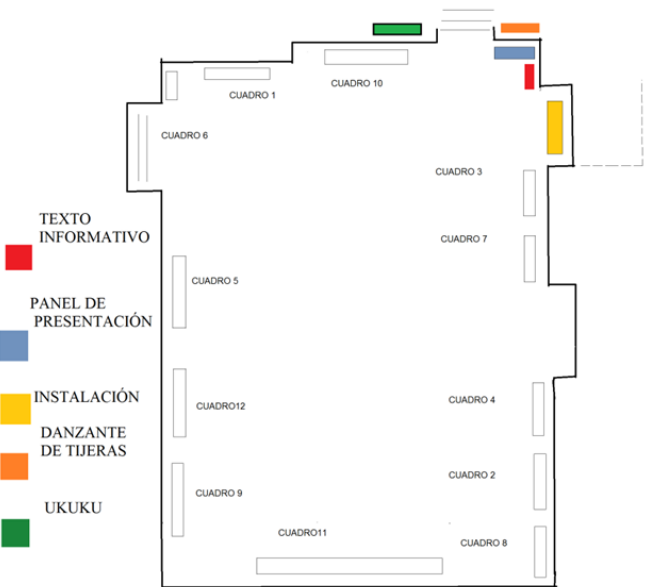 CUADRO 1
CUADRO 10
CUADRO 6
CUADRO 3
TEXTO
INFORMATIVO
CUADRO 7
CUADRO 5
PANEL DE
PRESENTACIÓN
INSTALACIÓN
CUADRO12
CUADRO 4
DANZANTE
DE TIJERAS
CUADRO 2
CUADRO 9
UKUKU
CUADRO11
CUADRO 8